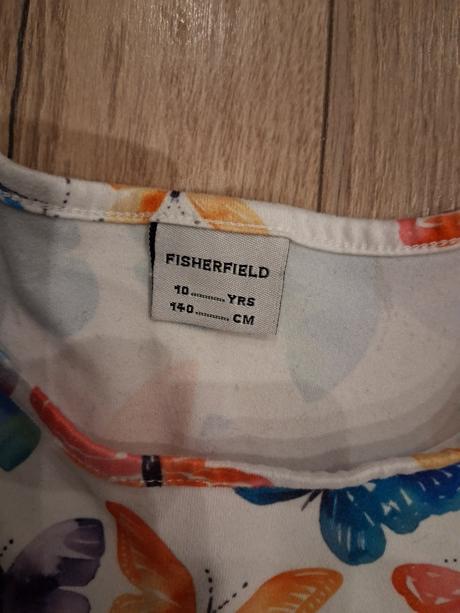 FISHERFIELD
10.......... YRS
140.......... CM